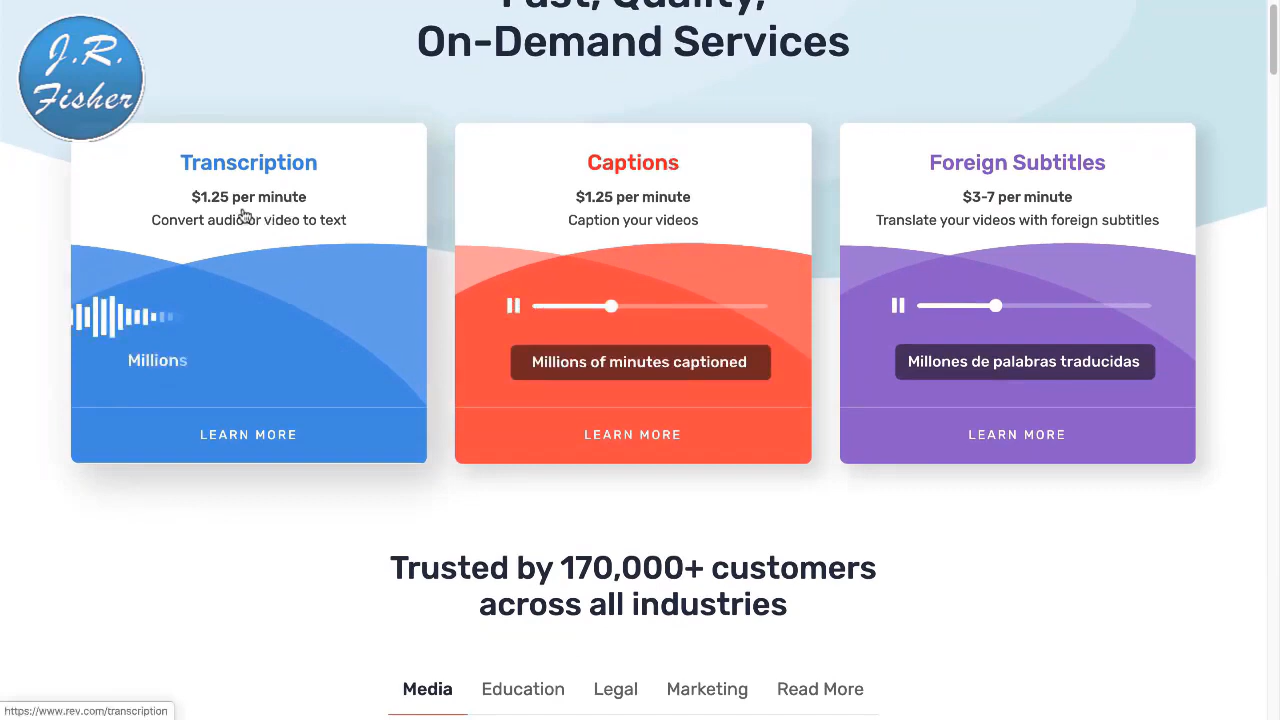 Fast, Quality,
On-Demand Services
J.R.
Fisher
Transcription
$1.25 per minute
Convert audio or video to text
Millions
LEARN MORE
Captions
$1.25 per minute
Caption your videos
Millions of minutes captioned
LEARN MORE
Foreign Subtitles
$3-7 per minute
Translate your videos with foreign subtitles
Millones de palabras traducidas
LEARN MORE
Trusted by 170,000+ customers
across all industries
Media Education Legal Marketing Read More
https://www.rev.com/transcription